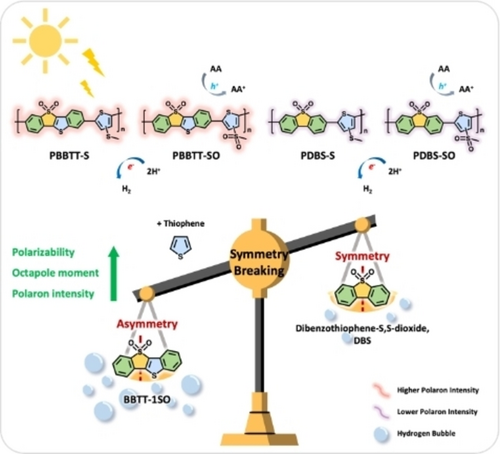 AA
h⁺
AA⁺
AA
h⁺
AA⁺
O O
S
S
S
S
n
O O
S
S
S
O=S=O
n
O O
S
S
S
n
O O
S
S
O=S=O
n
PBBTT-S
PBBTT-SO
PDBS-S
PDBS-SO
e⁻
2H⁺
H₂
e⁻
2H⁺
H₂
+ Thiophene
S
Polarizability
Octapole moment
Polaron intensity
Symmetry
Breaking
Symmetry
O O
S
Dibenzothiophene-S,S-dioxide,
DBS
Asymmetry
O O
S
S
BBTT-1SO
Higher Polaron Intensity
Lower Polaron Intensity
Hydrogen Bubble